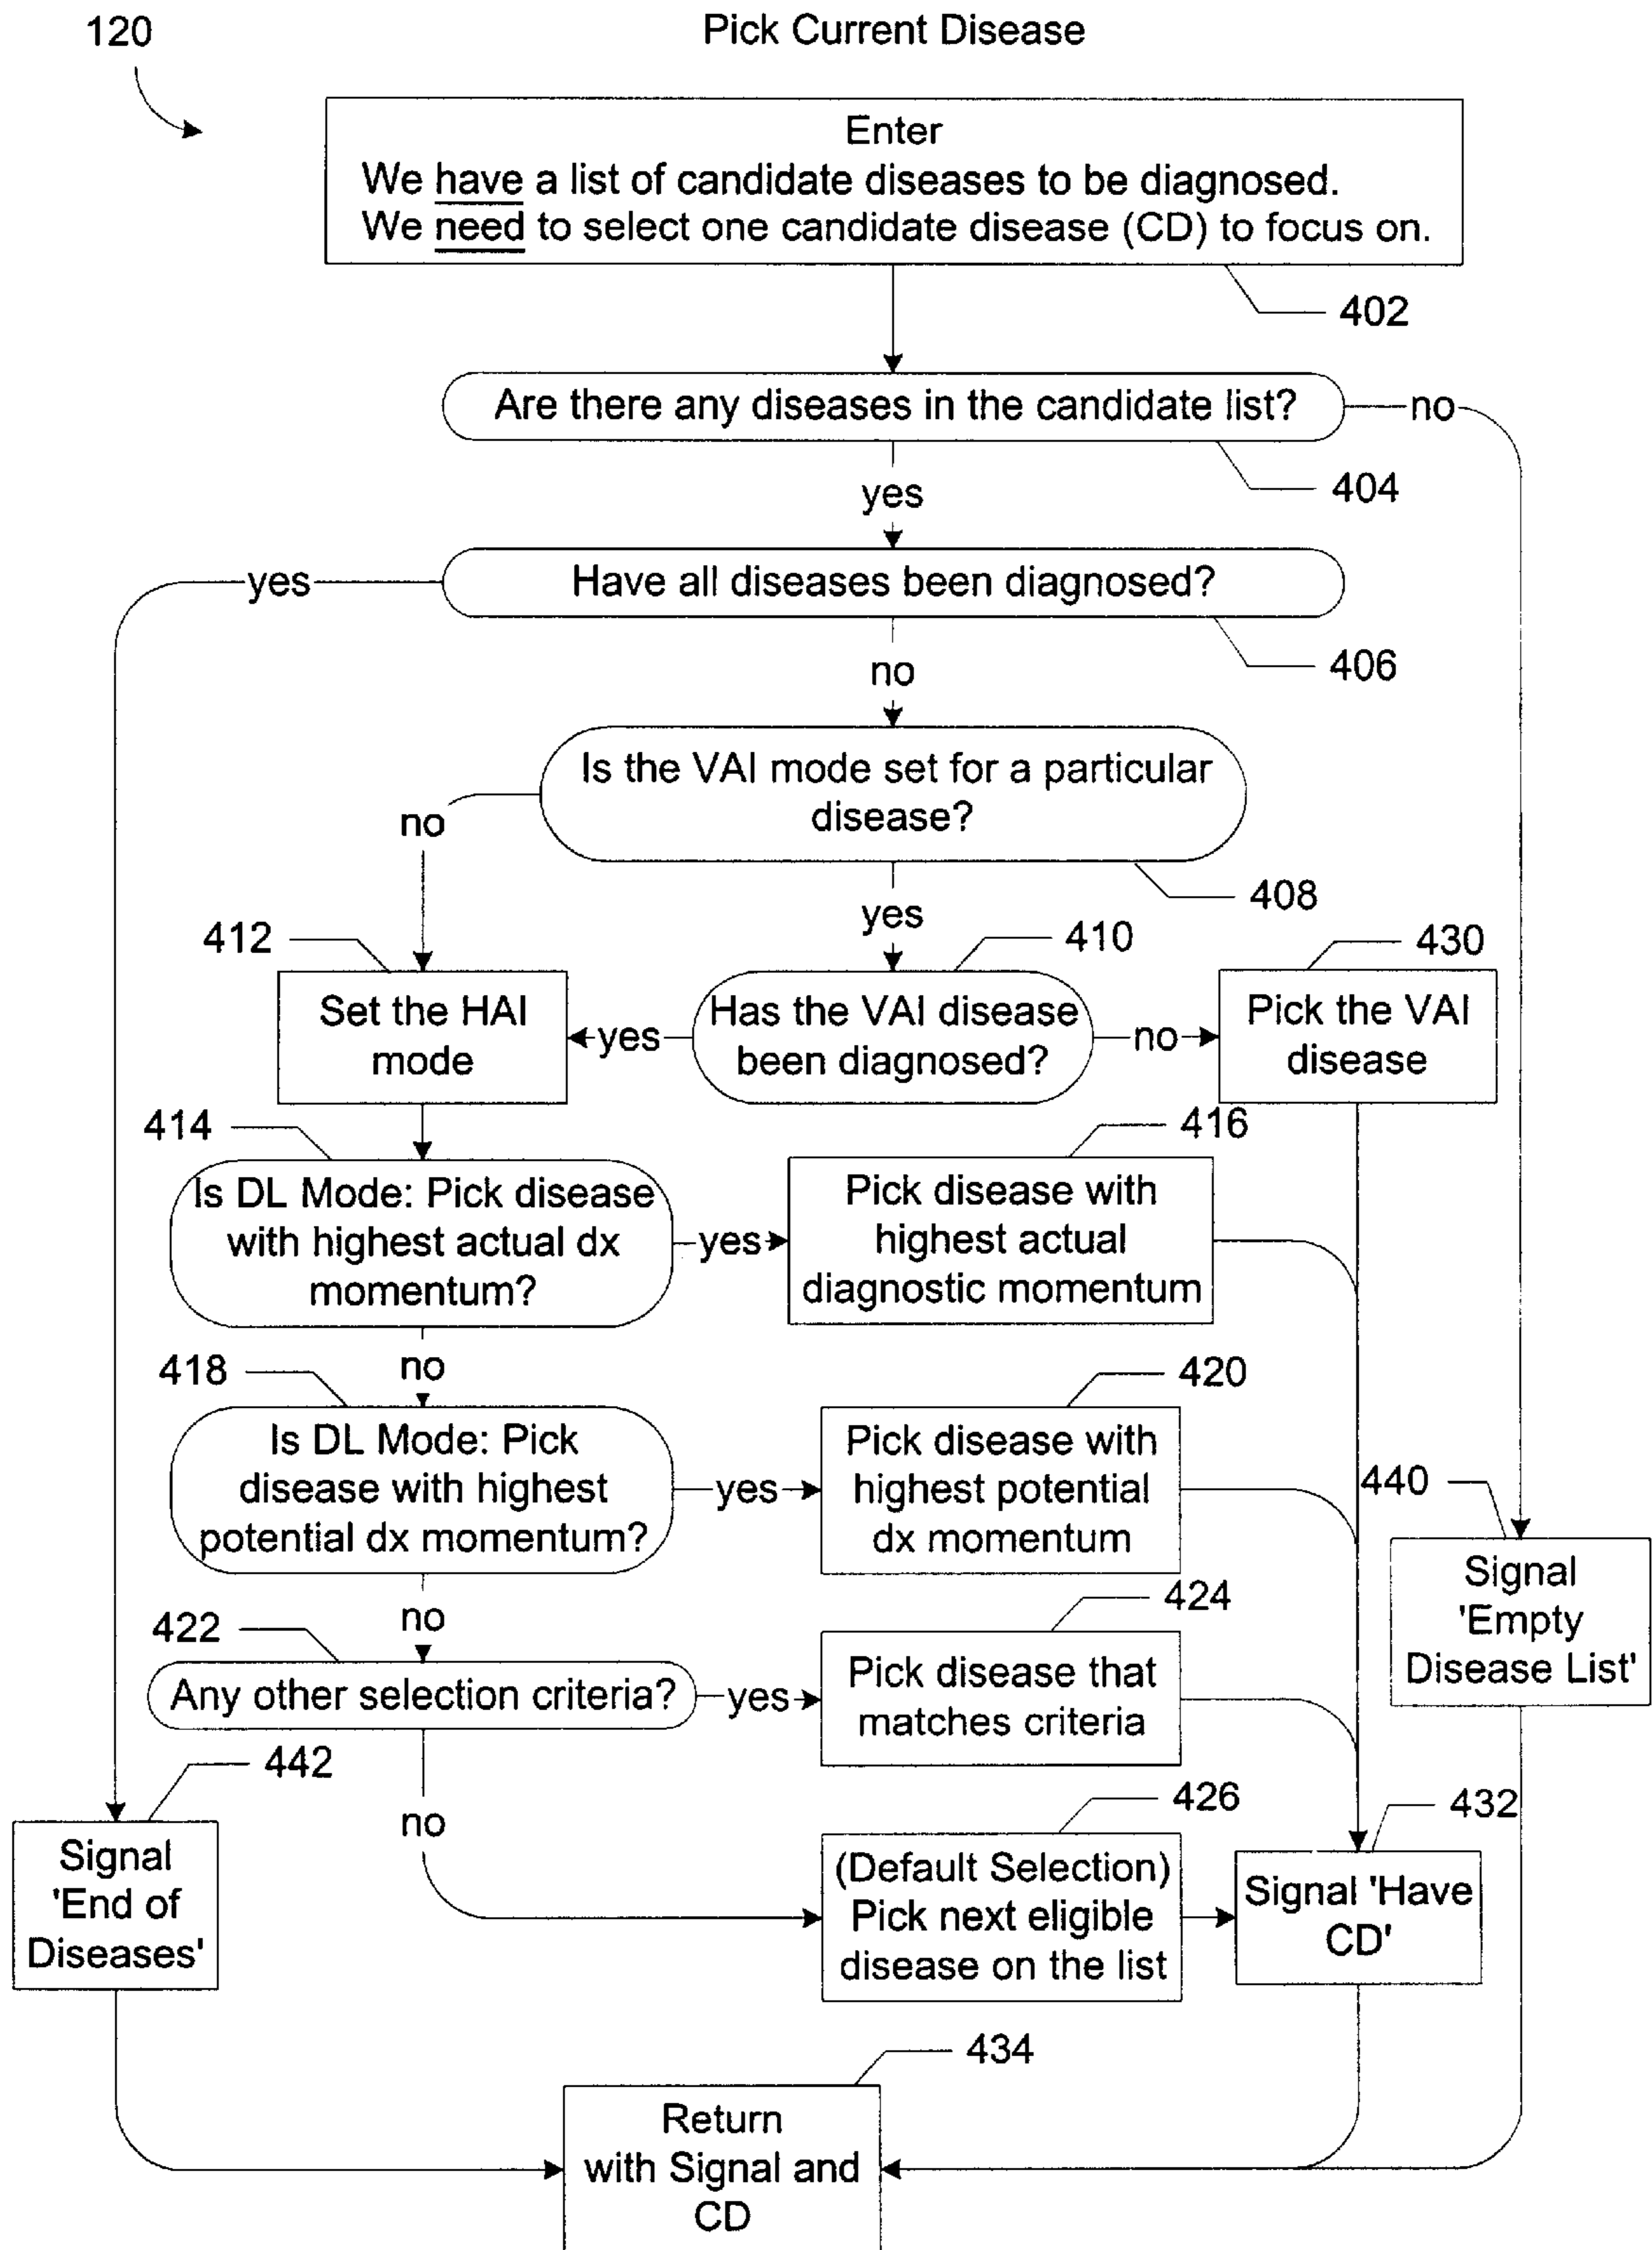 120
Pick Current Disease
Enter
We have a list of candidate diseases to be diagnosed.
We need to select one candidate disease (CD) to focus on.
402
Are there any diseases in the candidate list?
no
404
yes
Have all diseases been diagnosed?
yes
406
no
Is the VAI mode set for a particular
disease?
no
408
yes
412
410
430
Set the HAI
mode
yes
Has the VAI disease
been diagnosed?
no
Pick the VAI
disease
414
416
Is DL Mode: Pick disease
with highest actual dx
momentum?
yes
Pick disease with
highest actual
diagnostic momentum
no
418
420
Is DL Mode: Pick
disease with highest
potential dx momentum?
yes
Pick disease with
highest potential
dx momentum
440
Signal
'Empty
Disease List'
no
422
424
Any other selection criteria?
yes
Pick disease that
matches criteria
442
no
426
432
Signal
'End of
Diseases'
(Default Selection)
Pick next eligible
disease on the list
Signal 'Have
CD'
434
Return
with Signal and
CD